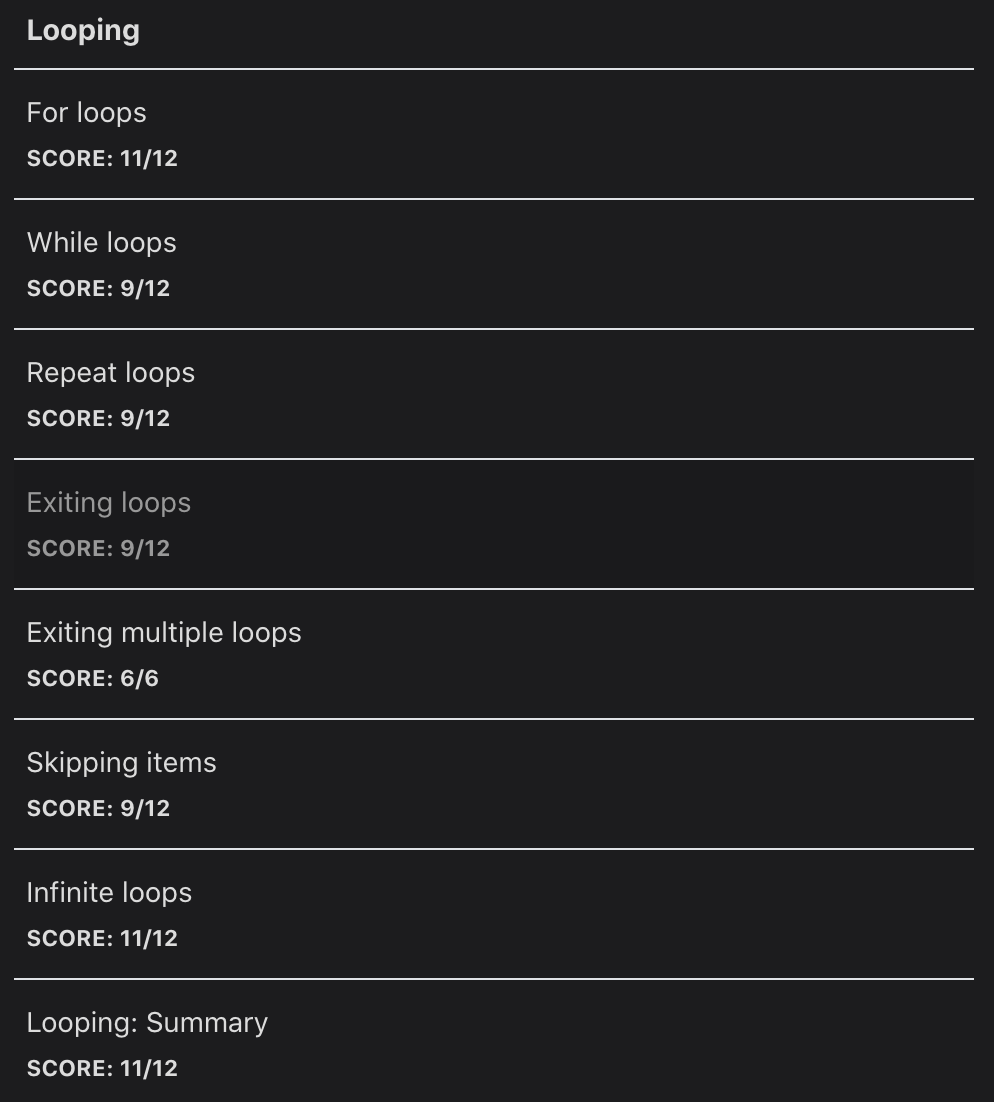 Looping
For loops
SCORE: 11/12
While loops
SCORE: 9/12
Repeat loops
SCORE: 9/12
Exiting loops
SCORE: 9/12
Exiting multiple loops
SCORE: 6/6
Skipping items
SCORE: 9/12
Infinite loops
SCORE: 11/12
Looping: Summary
SCORE: 11/12